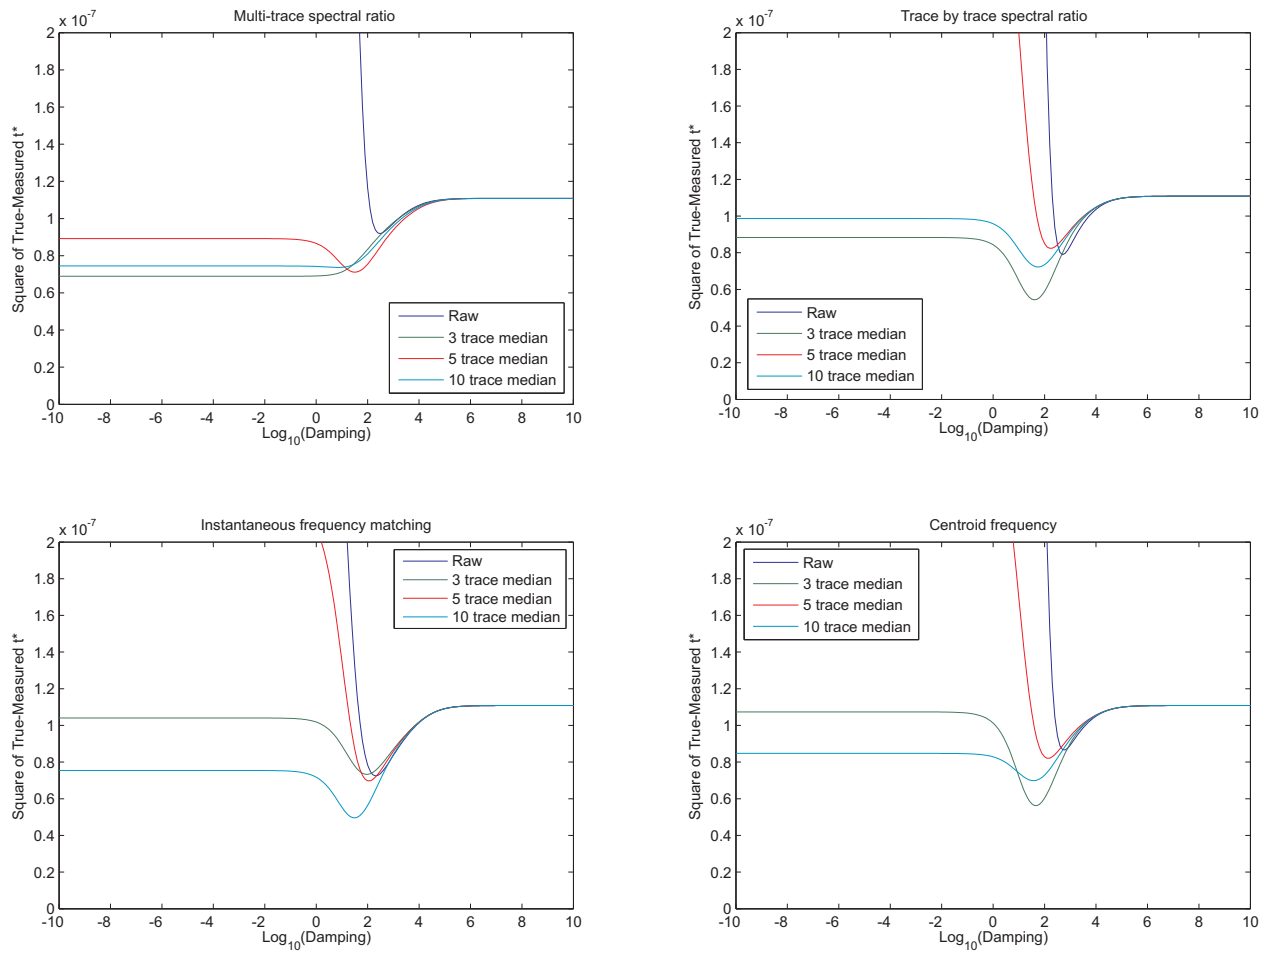 Multi-trace spectral ratio
x 10-7
2
1.8
1.6
1.4
1.2
1
0.8
0.6
0.4
0.2
0
Square of True-Measured t*
-10 -8 -6 -4 -2 0 2 4 6 8 10
Log10(Damping)
Raw
3 trace median
5 trace median
10 trace median
Trace by trace spectral ratio
x 10-7
2
1.8
1.6
1.4
1.2
1
0.8
0.6
0.4
0.2
0
Square of True-Measured t*
-10 -8 -6 -4 -2 0 2 4 6 8 10
Log10(Damping)
Raw
3 trace median
5 trace median
10 trace median
Instantaneous frequency matching
x 10-7
2
1.8
1.6
1.4
1.2
1
0.8
0.6
0.4
0.2
0
Square of True-Measured t*
-10 -8 -6 -4 -2 0 2 4 6 8 10
Log10(Damping)
Raw
3 trace median
5 trace median
10 trace median
Centroid frequency
x 10-7
2
1.8
1.6
1.4
1.2
1
0.8
0.6
0.4
0.2
0
Square of True-Measured t*
-10 -8 -6 -4 -2 0 2 4 6 8 10
Log10(Damping)
Raw
3 trace median
5 trace median
10 trace median